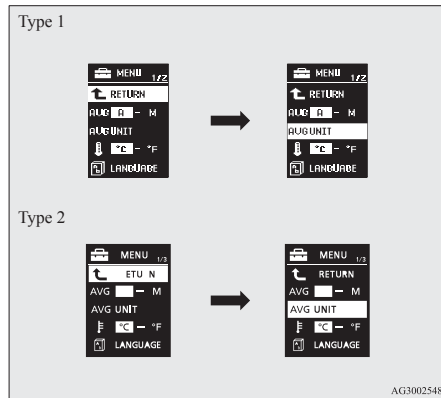 Type 1
MENU 1/2
RETURN
AVG A - M
AVG UNIT
°C - °F
LANGUAGE
MENU 1/2
RETURN
AVG A - M
AVG UNIT
°C - °F
LANGUAGE
Type 2
MENU 1/3
ETU N
AVG - M
AVG UNIT
°C - °F
LANGUAGE
MENU 1/3
RETURN
AVG - M
AVG UNIT
°C - °F
LANGUAGE
AG3002548